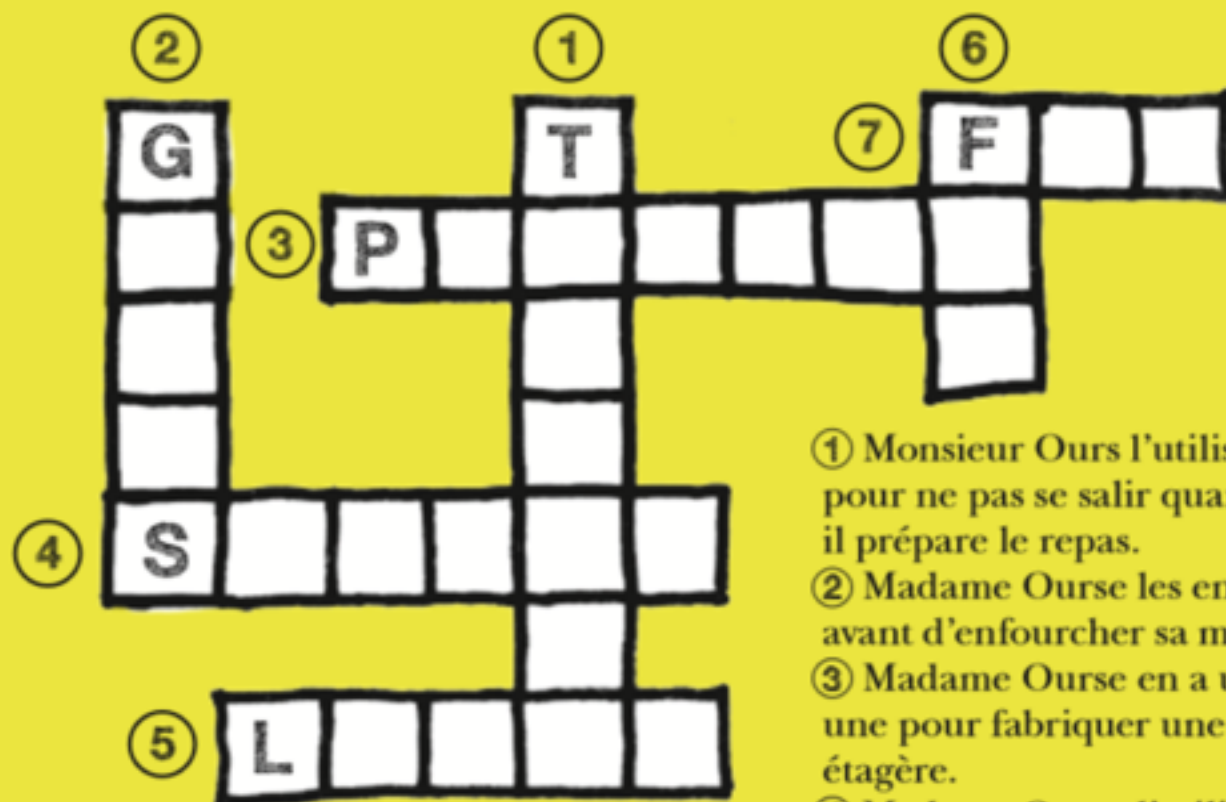 ② ① ⑥
G T ⑦ F
③ P
④ S
⑤ L
① Monsieur Ours l'utilis
pour ne pas se salir qua
il prépare le repas.
② Madame Ourse les en
avant d'enfourcher sa m
③ Madame Ourse en a u
une pour fabriquer une
étagère.